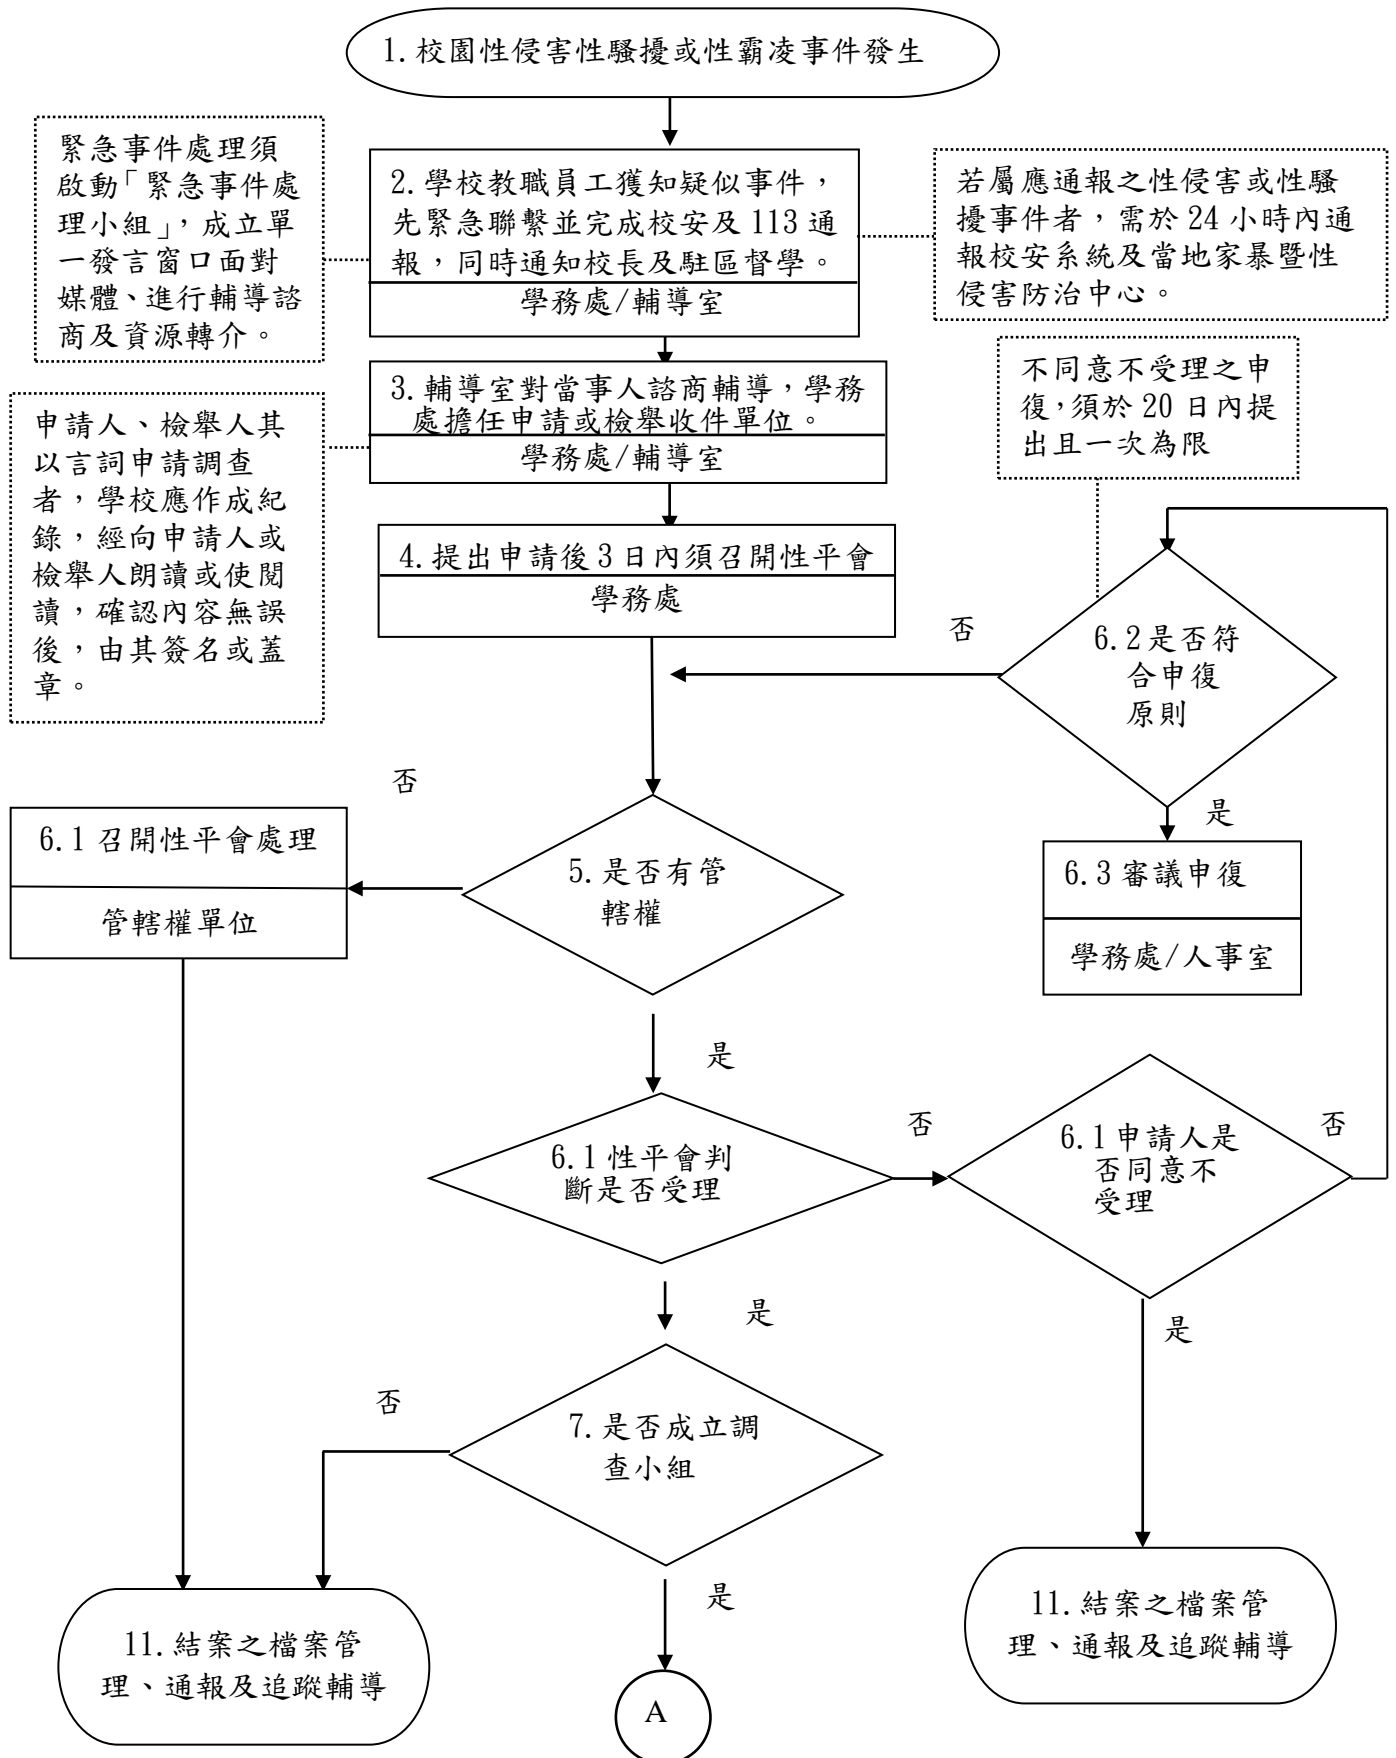 1.校園性侵害性騷擾或性霸凌事件發生
緊急事件處理須
啟動「緊急事件處
理小組」，成立單
一發言窗口面對
媒體、進行輔導諮
商及資源轉介。
2.學校教職員工獲知疑似事件，
先緊急聯繫並完成校安及 113 通
報，同時通知校長及駐區督學。
學務處/輔導室
若屬應通報之性侵害或性騷
擾事件者，需於 24 小時內通
報校安系統及當地家暴暨性
侵害防治中心。
3.輔導室對當事人諮商輔導，學務
處擔任申請或檢舉收件單位。
學務處/輔導室
不同意不受理之申
復，須於 20 日內提
出且一次為限
申請人、檢舉人其
以言詞申請調查
者，學校應作成紀
錄，經向申請人或
檢舉人朗讀或使閱
讀，確認內容無誤
後，由其簽名或蓋
章。
4.提出申請後 3 日內須召開性平會
學務處
否
6.2 是否符
合申復
原則
是
6.3 審議申復
學務處/人事室
否
6.1 召開性平會處理
管轄權單位
5.是否有管
轄權
是
6.1 性平會判
斷是否受理
否
6.1 申請人是
否同意不
受理
否
是
是
否
7.是否成立調
查小組
是
11.結案之檔案管
理、通報及追蹤輔導
A
11.結案之檔案管
理、通報及追蹤輔導